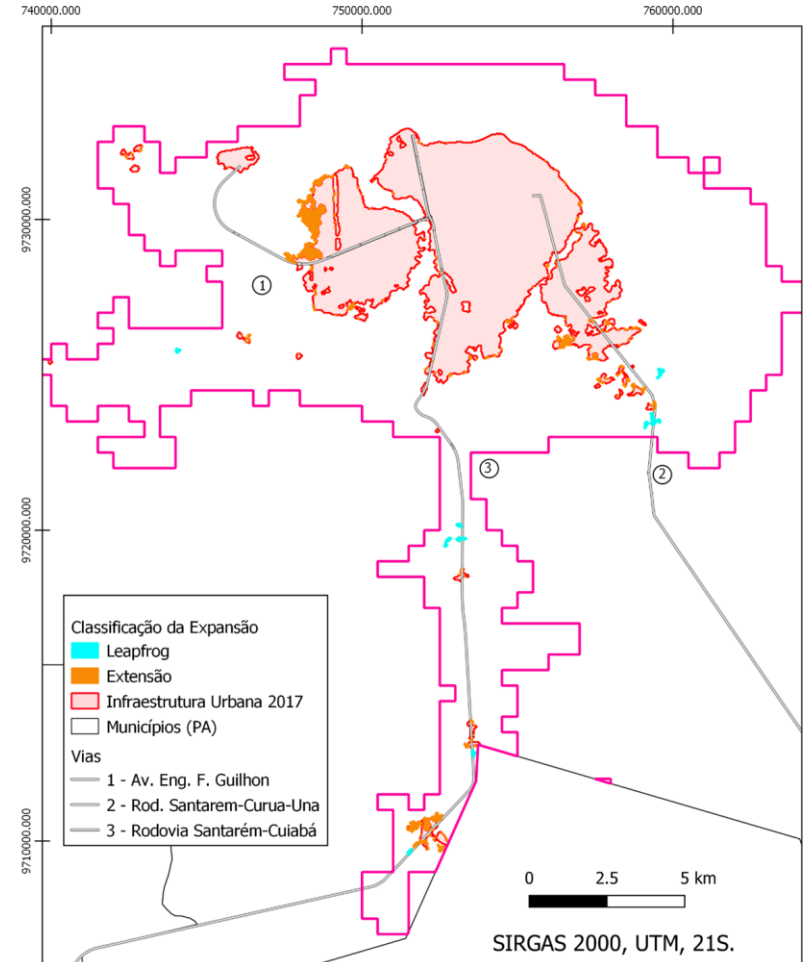 740000.000 750000.000 760000.000
9730000.000
1
3
2
9720000.000
Classificação da Expansão
Leapfrog
Extensão
Infraestrutura Urbana 2017
Municípios (PA)
Vias
1 - Av. Eng. F. Guilhon
2 - Rod. Santarem-Curua-Una
3 - Rodovia Santarém-Cuiabá
9710000.000
0 2.5 5 km
SIRGAS 2000, UTM, 21S.